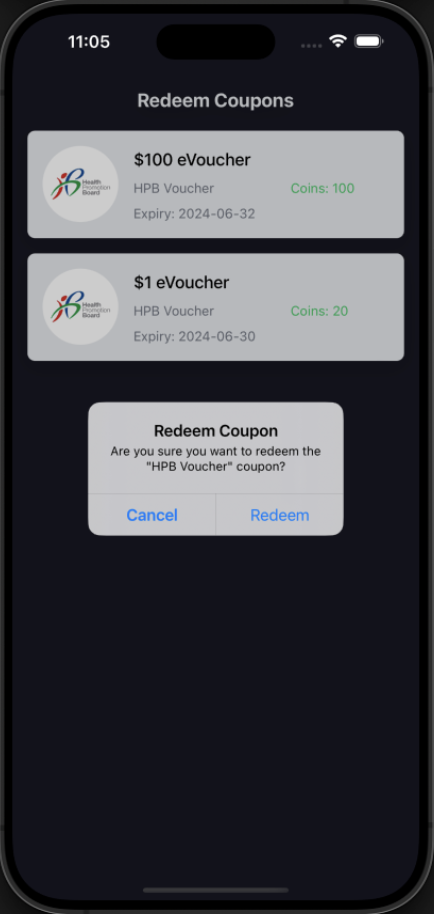 11:05
Redeem Coupons
$100 eVoucher
Health
Promotion
Board
HPB Voucher
Coins: 100
Expiry: 2024-06-32
$1 eVoucher
Health
Promotion
Board
HPB Voucher
Coins: 20
Expiry: 2024-06-30
Redeem Coupon
Are you sure you want to redeem the
"HPB Voucher" coupon?
Cancel
Redeem